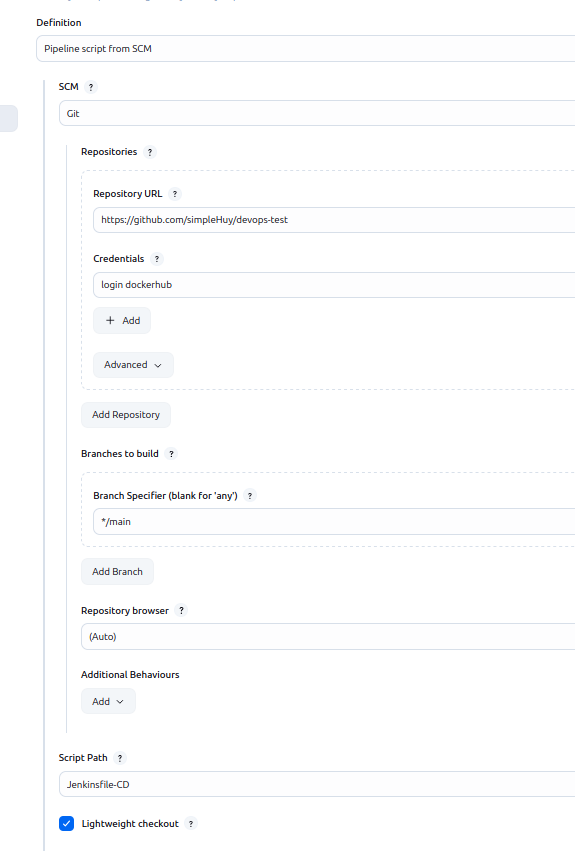 Definition
Pipeline script from SCM
SCM ?
Git
Repositories ?
Repository URL ?
https://github.com/simpleHuy/devops-test
Credentials ?
login dockerhub
+ Add
Advanced
Add Repository
Branches to build ?
Branch Specifier (blank for 'any') ?
*/main
Add Branch
Repository browser ?
(Auto)
Additional Behaviours
Add
Script Path ?
Jenkinsfile-CD
Lightweight checkout ?